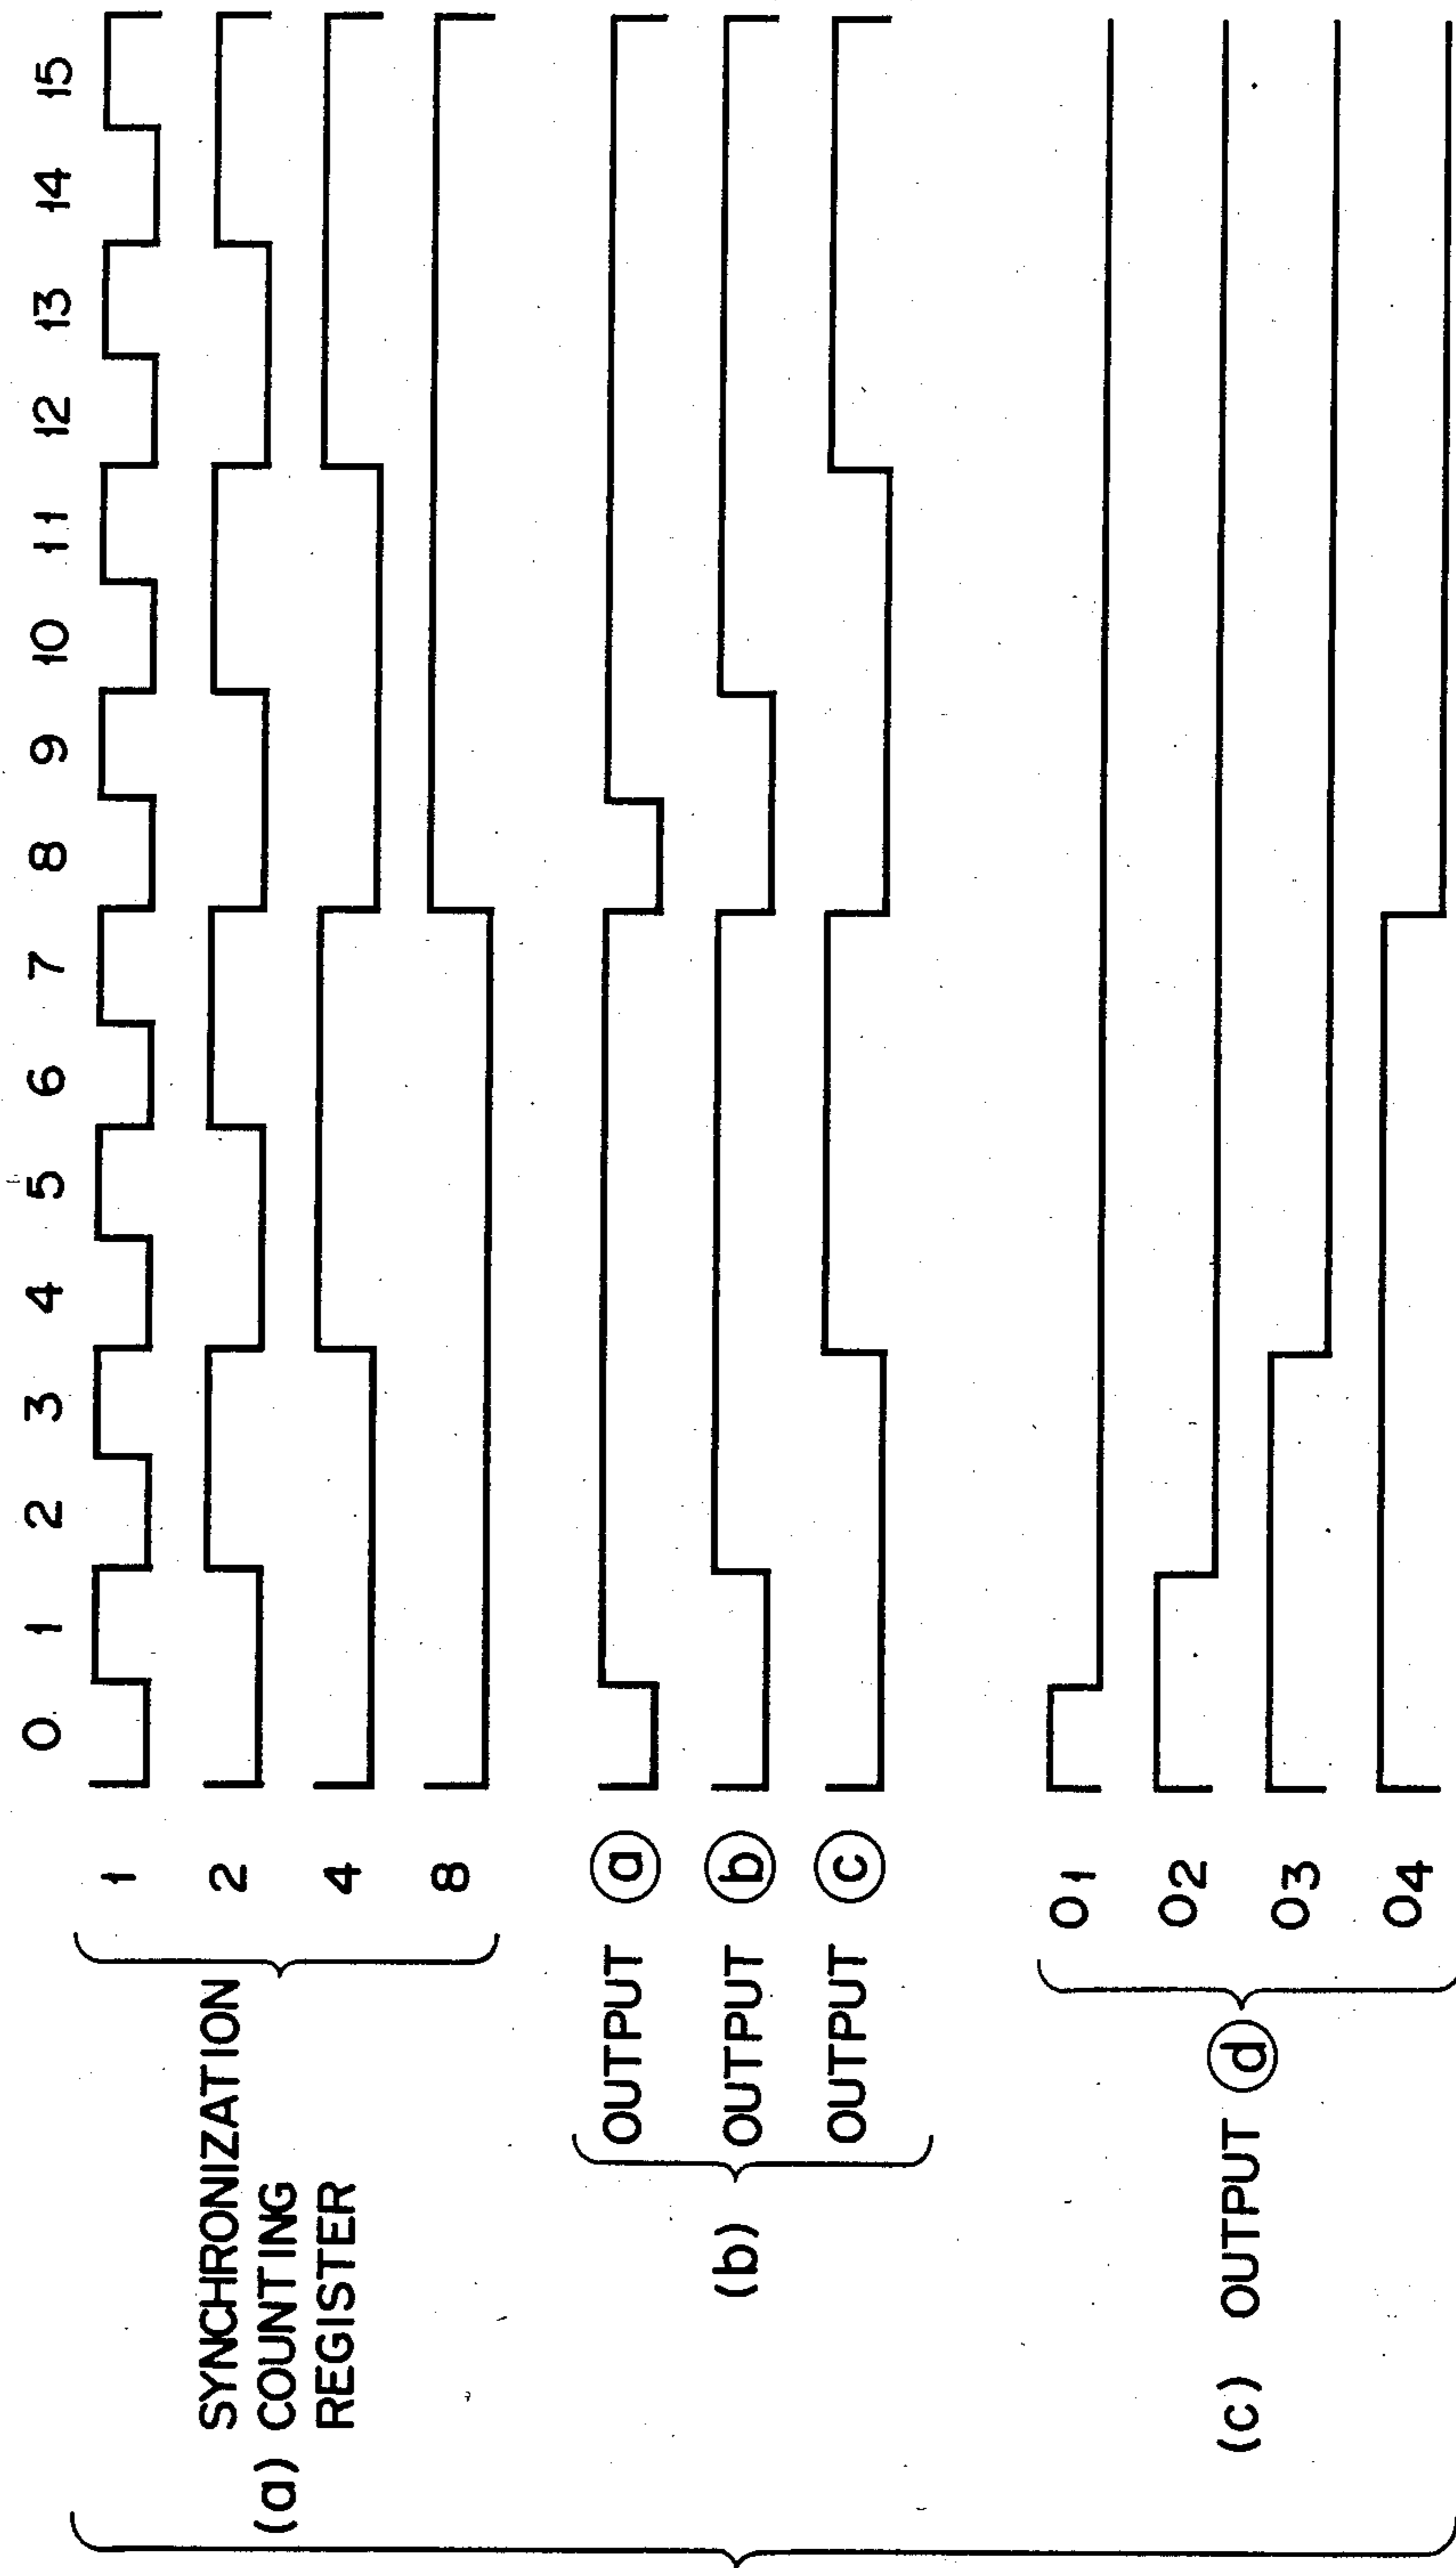 0 1 2 3 4 5 6 7 8 9 10 11 12 13 14 15
(a) SYNCHRONIZATION
COUNTING
REGISTER
1
2
4
8
(b)
OUTPUT ⓐ
OUTPUT ⓑ
OUTPUT ⓒ
(c) OUTPUT ⓓ
O1
O2
O3
O4